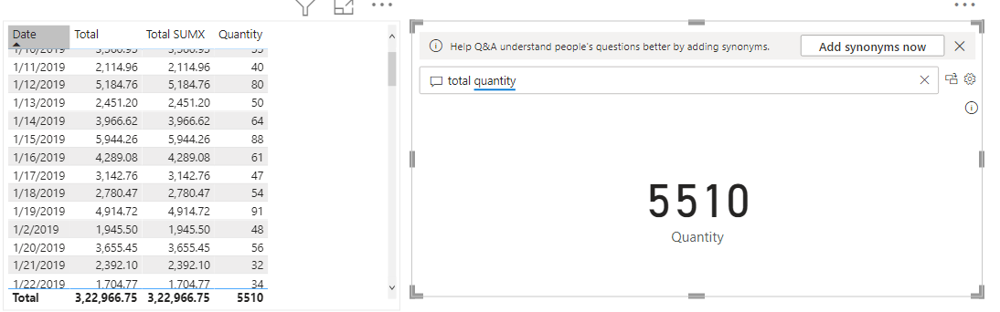 Date Total Total SUMX Quantity
1/11/2019 2,114.96 2,114.96 40
1/12/2019 5,184.76 5,184.76 80
1/13/2019 2,451.20 2,451.20 50
1/14/2019 3,966.62 3,966.62 64
1/15/2019 5,944.26 5,944.26 88
1/16/2019 4,289.08 4,289.08 61
1/17/2019 3,142.76 3,142.76 47
1/18/2019 2,780.47 2,780.47 54
1/19/2019 4,914.72 4,914.72 91
1/2/2019 1,945.50 1,945.50 48
1/20/2019 3,655.45 3,655.45 56
1/21/2019 2,392.10 2,392.10 32
1/22/2019 1,704.77 1,704.77 34
Total 3,22,966.75 3,22,966.75 5510
Help Q&A understand people's questions better by adding synonyms. Add synonyms now
total quantity
5510
Quantity